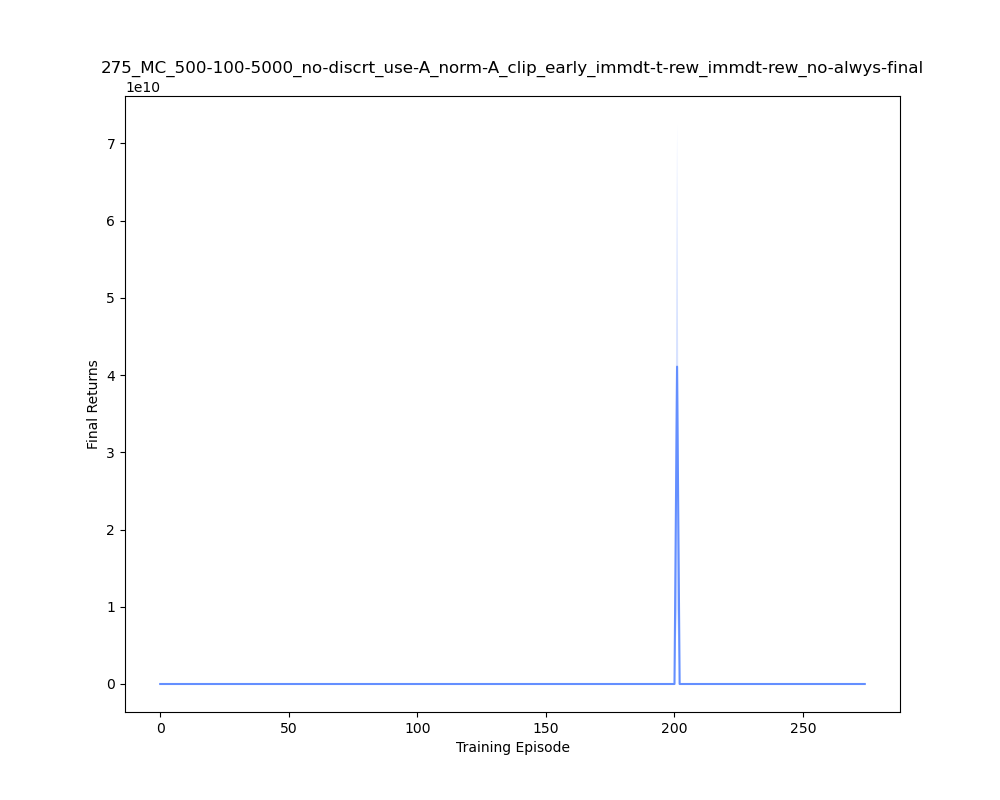 275_MC_500-100-5000_no-discrt_use-A_norm-A_clip_early_immdt-t-rew_immdt-rew_no-alwys-final
1e10
7
6
5
4
3
2
1
0
Final Returns
0 50 100 150 200 250
Training Episode